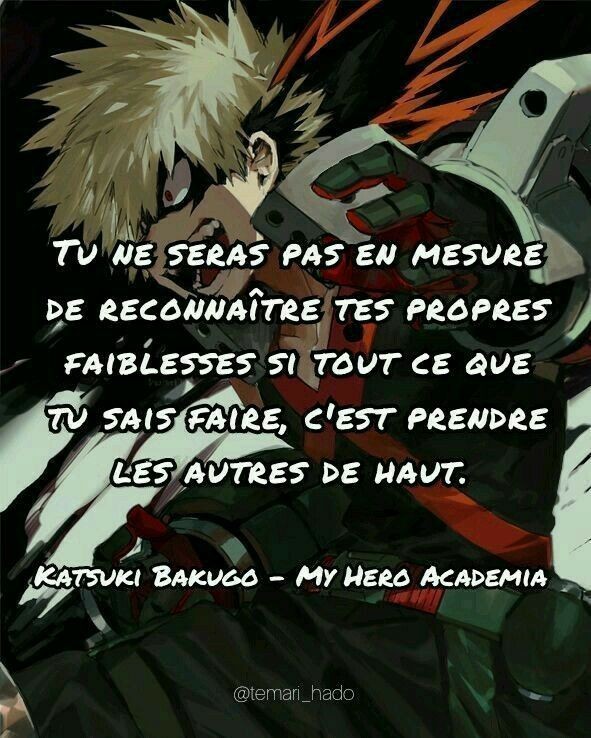 Tu ne seras pas en mesure
de reconnaître tes propres
faiblesses si tout ce que
tu sais faire, c'est prendre
les autres de haut.
Katsuki Bakugo - My Hero Academia
@temari_hado